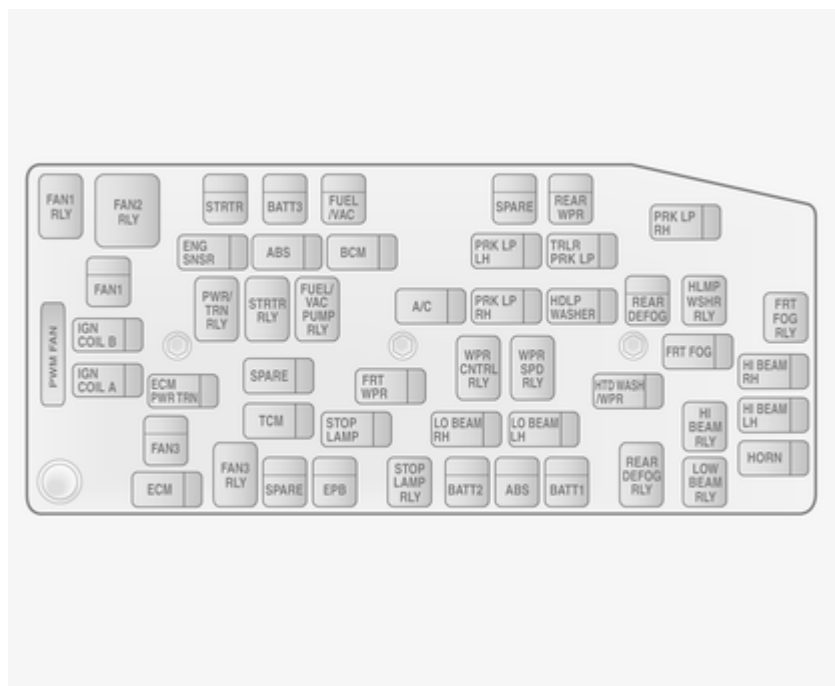 FAN1
RLY
FAN2
RLY
STRTR
BATT3
FUEL
/VAC
SPARE
REAR
WPR
PRK LP
RH
ENG
SNSR
ABS
BCM
PRK LP
LH
TRLR
PRK LP
FAN1
PWR/
TRN
RLY
STRTR
RLY
FUEL/
VAC
PUMP
RLY
A/C
PRK LP
RH
HDLP
WASHER
REAR
DEFOG
HLMP
WSHR
RLY
FRT
FOG
RLY
PWM FAN
IGN
COIL B
IGN
COIL A
ECM
PWR TRN
SPARE
FRT
WPR
WPR
CNTRL
RLY
WPR
SPD
RLY
FRT FOG
HTD WASH
/WPR
HI BEAM
RH
HI BEAM
LH
FAN3
TCM
STOP
LAMP
LO BEAM
RH
LO BEAM
LH
HI
BEAM
RLY
HORN
ECM
FAN3
RLY
SPARE
EPB
STOP
LAMP
RLY
BATT2
ABS
BATT1
REAR
DEFOG
RLY
LOW
BEAM
RLY